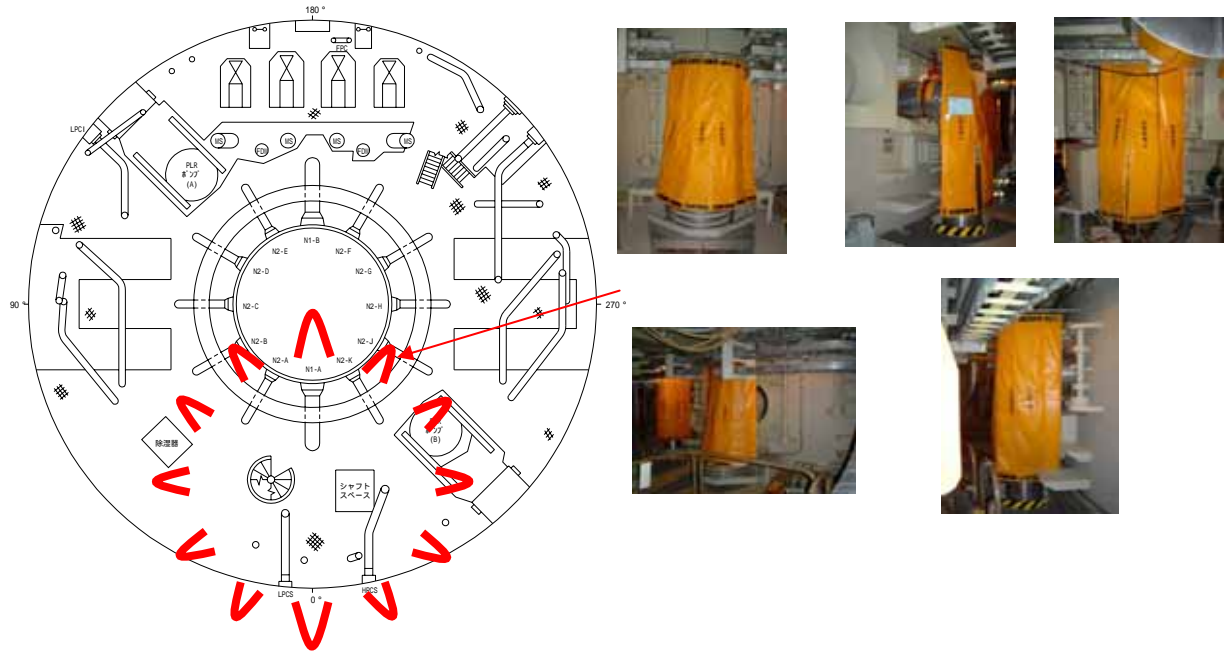 180 °
FPC
LPCI
MS
MS
MS
MS
FDW
FDW
PLR
ポンプ
(A)
N1-B
N2-E
N2-F
N2-D
N2-G
90 °
N2-C
N2-H
270 °
N2-B
N2-J
N2-A
N2-K
N1-A
ンプ
(B)
除湿器
シャフト
スペース
LPCS
HPCS
0 °